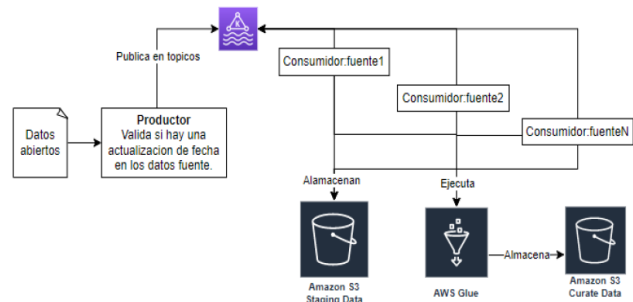 Publica en topicos
Consumidor:fuente1
Consumidor:fuente2
Consumidor:fuenteN
Datos
abiertos
Productor
Valida si hay una
actualizacion de fecha
en los datos fuente.
Alamacenan
Ejecuta
Almacena
Amazon S3
Staging Data
AWS Glue
Amazon S3
Curate Data